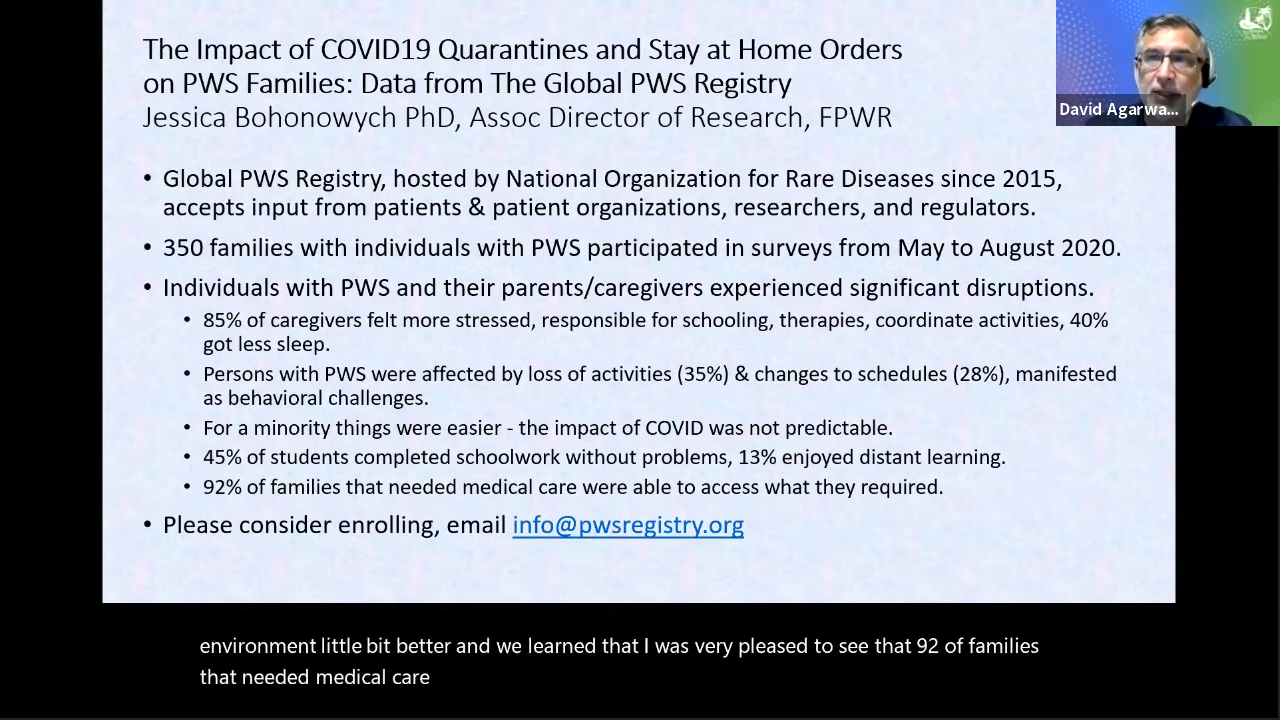 The Impact of COVID19 Quarantines and Stay at Home Orders
on PWS Families: Data from The Global PWS Registry
Jessica Bohonowych PhD, Assoc Director of Research, FPWR
David Agarwa...
• Global PWS Registry, hosted by National Organization for Rare Diseases since 2015,
accepts input from patients & patient organizations, researchers, and regulators.
• 350 families with individuals with PWS participated in surveys from May to August 2020.
• Individuals with PWS and their parents/caregivers experienced significant disruptions.
• 85% of caregivers felt more stressed, responsible for schooling, therapies, coordinate activities, 40%
got less sleep.
• Persons with PWS were affected by loss of activities (35%) & changes to schedules (28%), manifested
as behavioral challenges.
• For a minority things were easier - the impact of COVID was not predictable.
• 45% of students completed schoolwork without problems, 13% enjoyed distant learning.
• 92% of families that needed medical care were able to access what they required.
• Please consider enrolling, email info@pwsregistry.org
environment little bit better and we learned that I was very pleased to see that 92 of families
that needed medical care